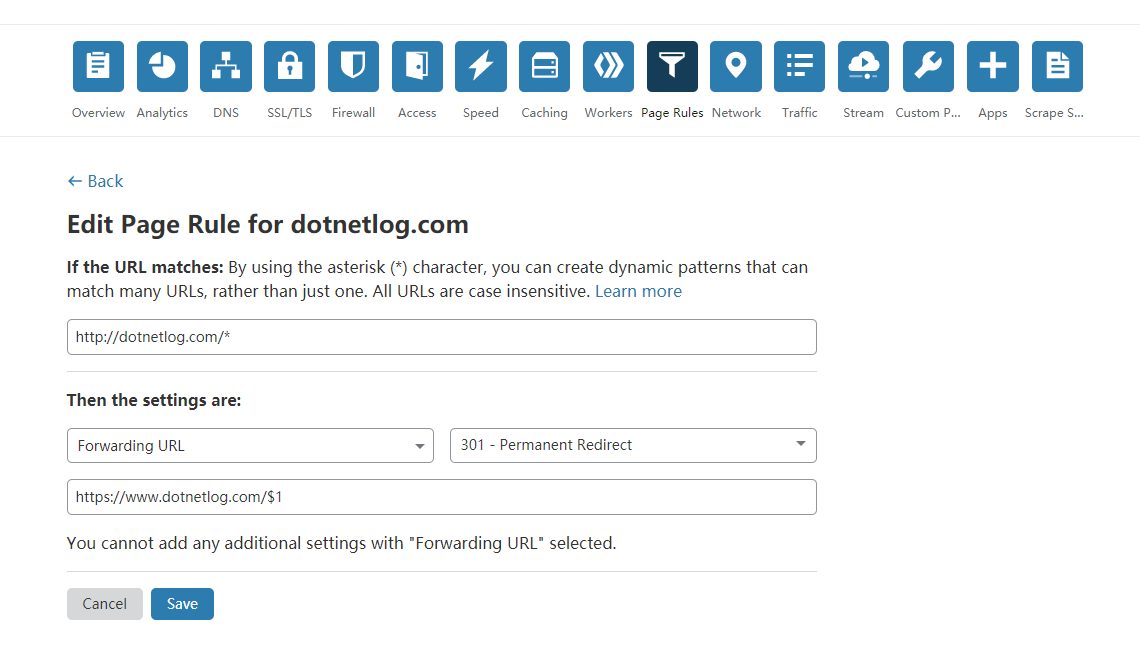 Overview Analytics DNS SSL/TLS Firewall Access Speed Caching Workers Page Rules Network Traffic Stream Custom P... Apps Scrape S...
← Back
Edit Page Rule for dotnetlog.com
If the URL matches: By using the asterisk (*) character, you can create dynamic patterns that can
match many URLs, rather than just one. All URLs are case insensitive. Learn more
http://dotnetlog.com/*
Then the settings are:
Forwarding URL 301 - Permanent Redirect
https://www.dotnetlog.com/$1
You cannot add any additional settings with "Forwarding URL" selected.
Cancel Save